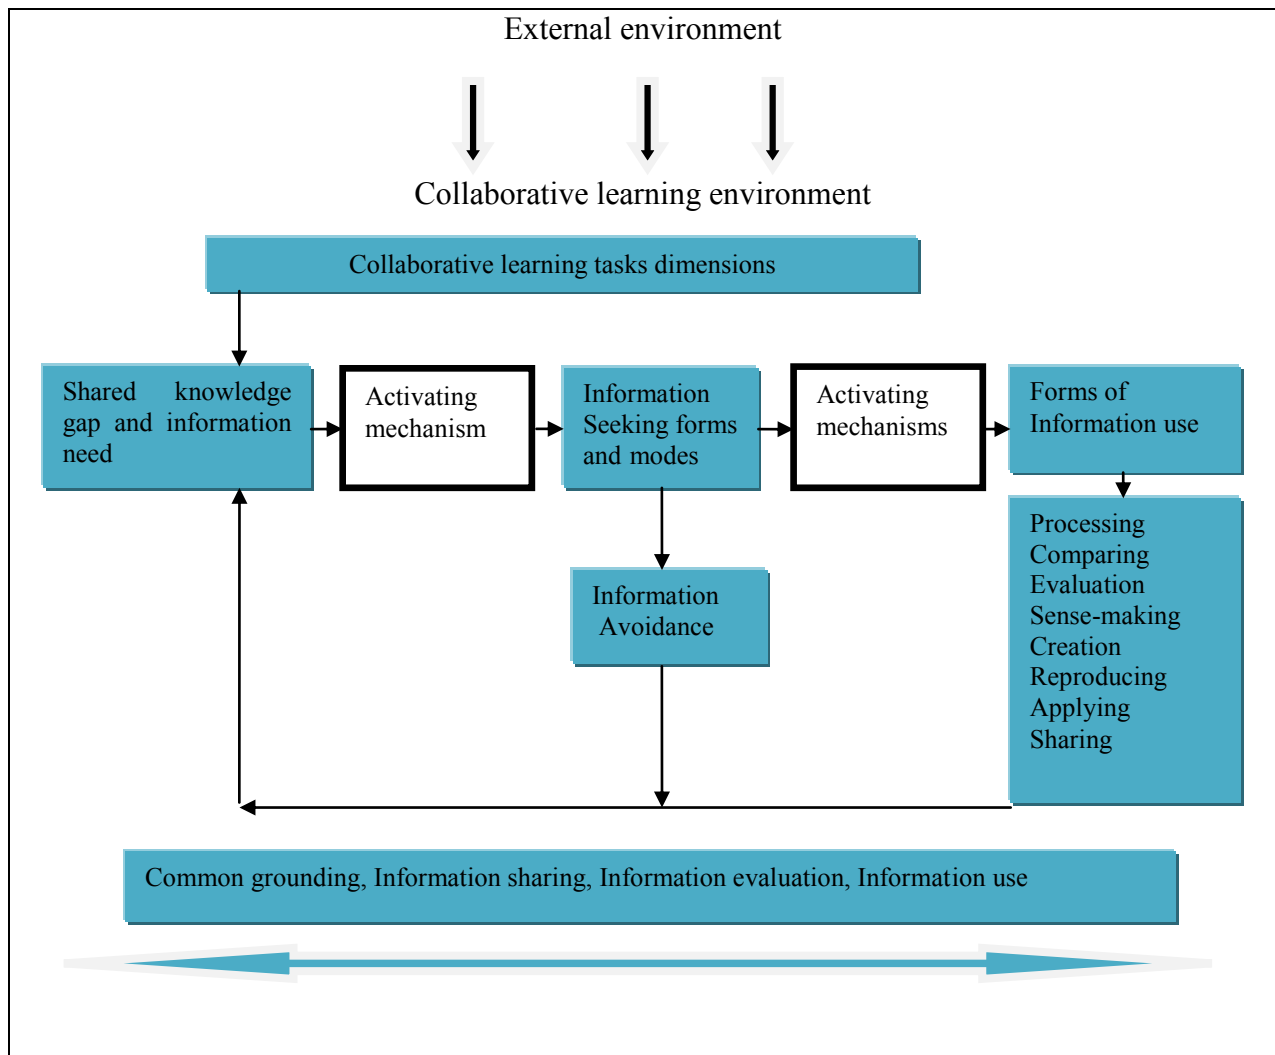 External environment
Collaborative learning environment
Collaborative learning tasks dimensions
Shared knowledge
gap and information
need
Activating
mechanism
Information
Seeking forms
and modes
Activating
mechanisms
Forms of
Information use
Information
Avoidance
Processing
Comparing
Evaluation
Sense-making
Creation
Reproducing
Applying
Sharing
Common grounding, Information sharing, Information evaluation, Information use